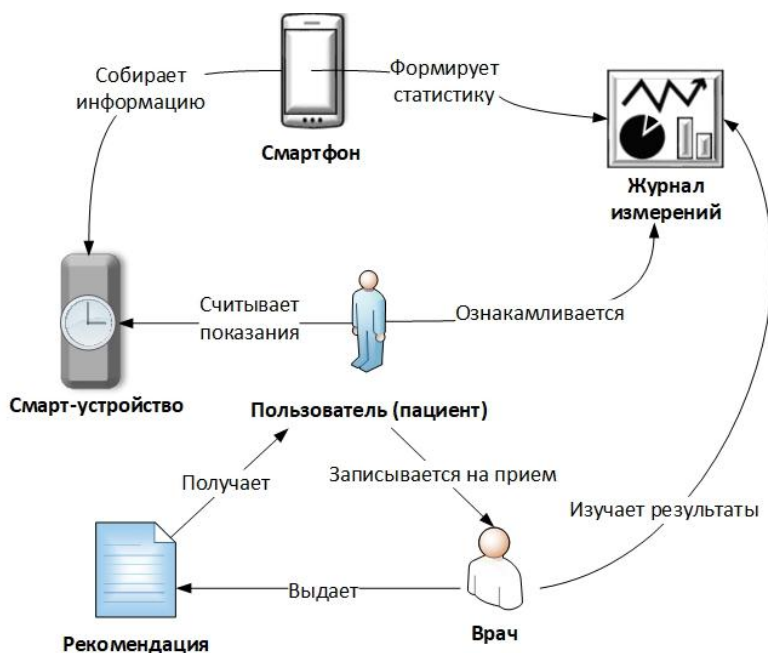 Собирает
информацию
Формирует
статистику
Смартфон
Журнал
измерений
Считывает
показания
Ознакамливается
Смарт-устройство
Пользователь (пациент)
Получает
Записывается на прием
Изучает результаты
Выдает
Рекомендация
Врач